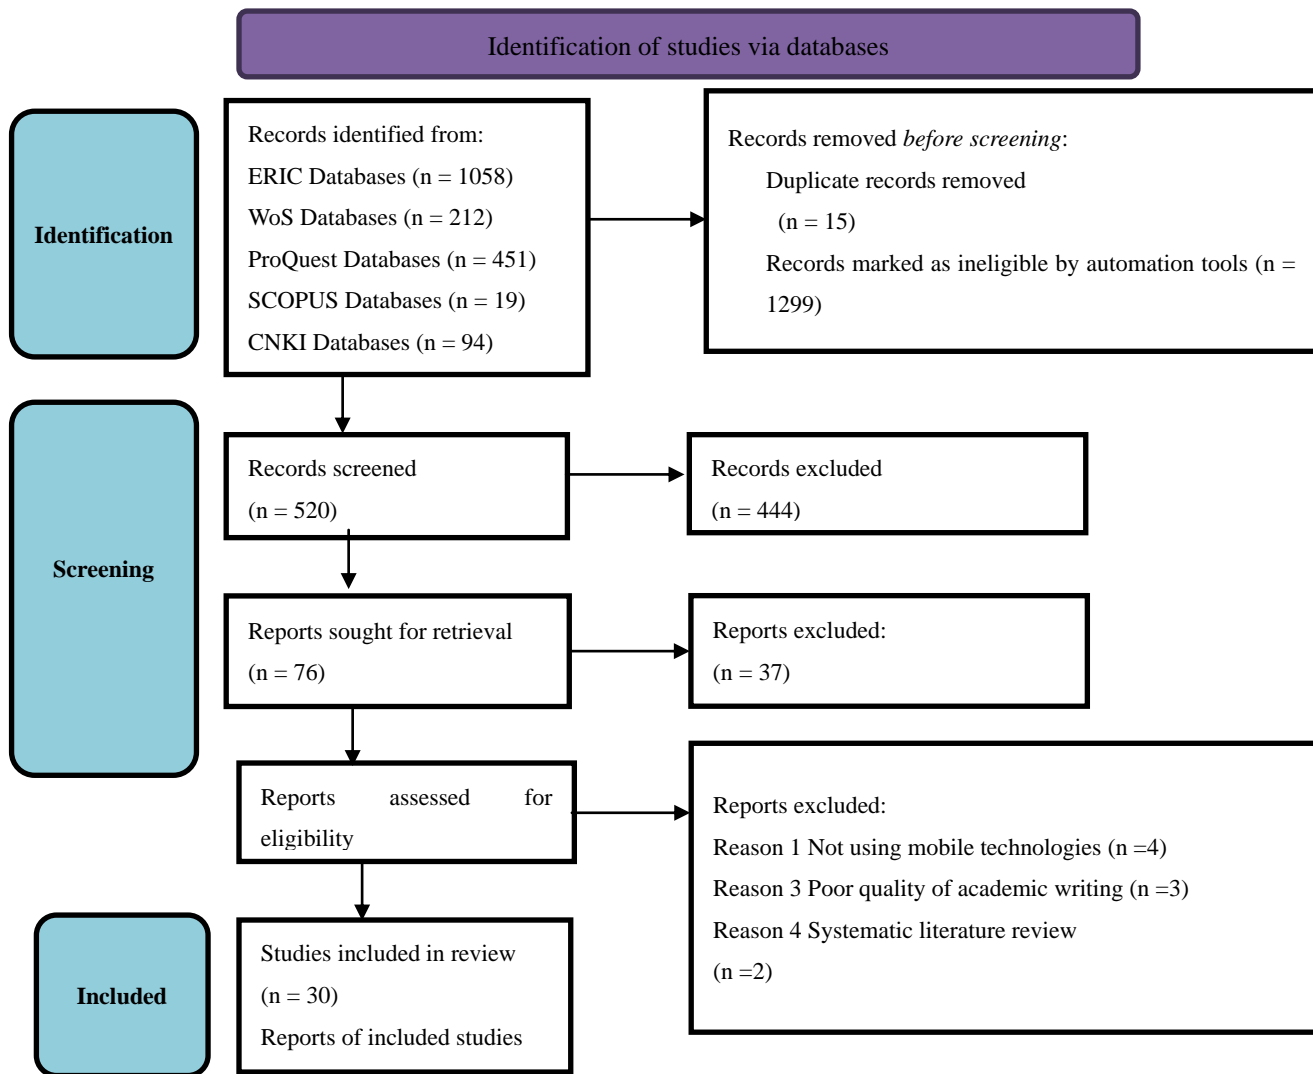 Identification of studies via databases
Identification
Records identified from:
ERIC Databases (n = 1058)
WoS Databases (n = 212)
ProQuest Databases (n = 451)
SCOPUS Databases (n = 19)
CNKI Databases (n = 94)
Records removed before screening:
Duplicate records removed
(n = 15)
Records marked as ineligible by automation tools (n =
1299)
Screening
Records screened
(n = 520)
Records excluded
(n = 444)
Reports sought for retrieval
(n = 76)
Reports excluded:
(n = 37)
Reports assessed for
eligibility
Reports excluded:
Reason 1 Not using mobile technologies (n =4)
Reason 3 Poor quality of academic writing (n =3)
Reason 4 Systematic literature review
(n =2)
Included
Studies included in review
(n = 30)
Reports of included studies